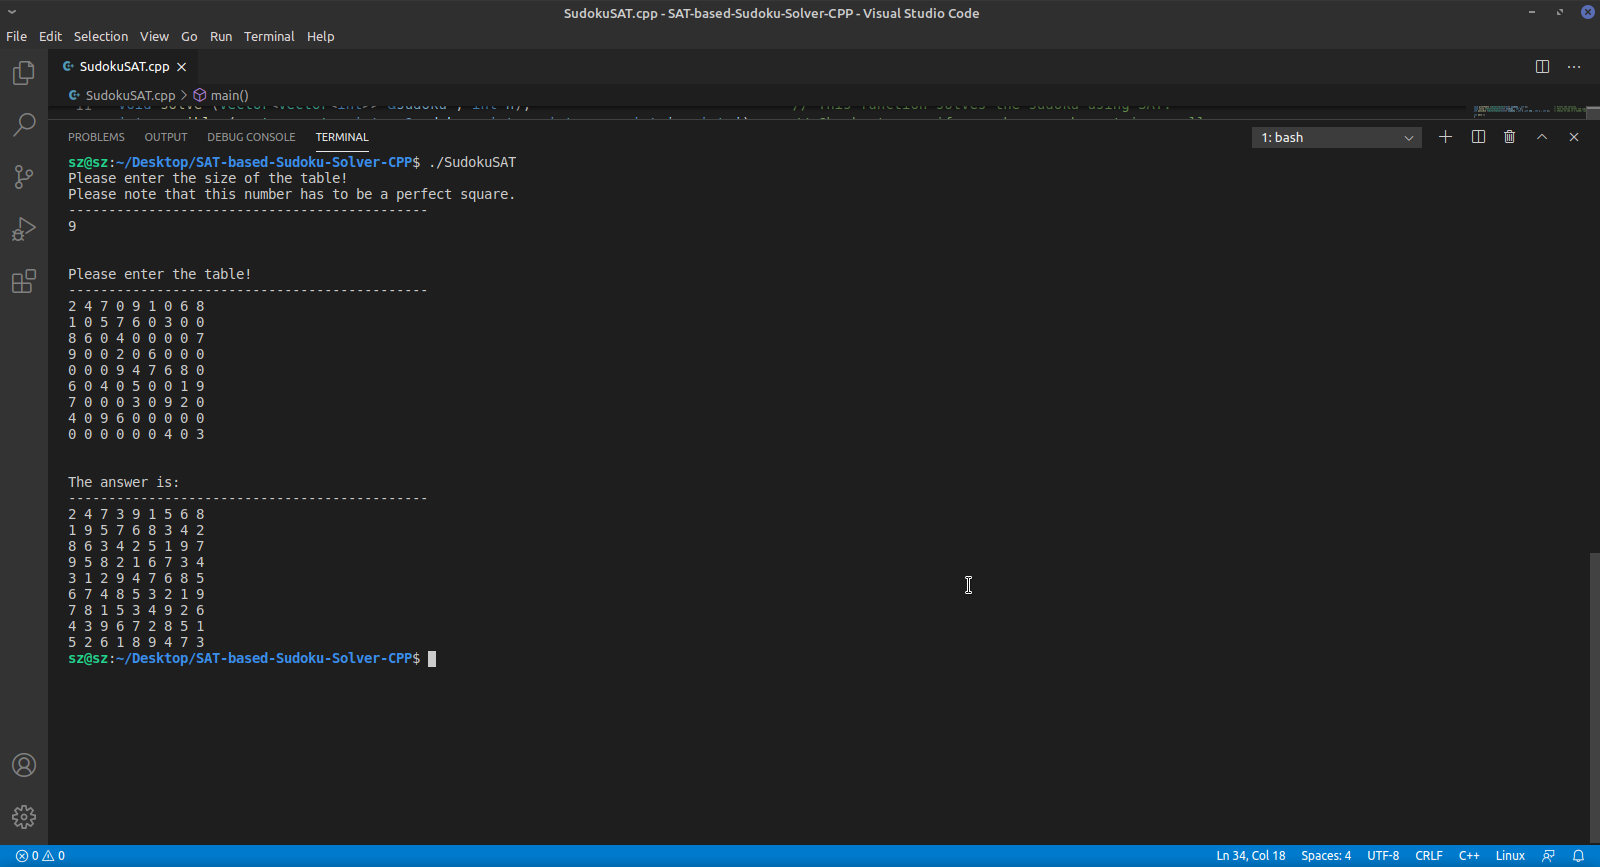 SudokuSAT.cpp - SAT-based-Sudoku-Solver-CPP - Visual Studio Code
File Edit Selection View Go Run Terminal Help
SudokuSAT.cpp
SudokuSAT.cpp > main()
PROBLEMS OUTPUT DEBUG CONSOLE TERMINAL 1: bash
sz@sz:~/Desktop/SAT-based-Sudoku-Solver-CPP$ ./SudokuSAT
Please enter the size of the table!
Please note that this number has to be a perfect square.
---------------------------------------------
9
Please enter the table!
---------------------------------------------
2 4 7 0 9 1 0 6 8
1 0 5 7 6 0 3 0 0
8 6 0 4 0 0 0 0 7
9 0 0 2 0 6 0 0 0
0 0 0 9 4 7 6 8 0
6 0 4 0 5 0 0 1 9
7 0 0 0 3 0 9 2 0
4 0 9 6 0 0 0 0 0
0 0 0 0 0 0 4 0 3
The answer is:
---------------------------------------------
2 4 7 3 9 1 5 6 8
1 9 5 7 6 8 3 4 2
8 6 3 4 2 5 1 9 7
9 5 8 2 1 6 7 3 4
3 1 2 9 4 7 6 8 5
6 7 4 8 5 3 2 1 9
7 8 1 5 3 4 9 2 6
4 3 9 6 7 2 8 5 1
5 2 6 1 8 9 4 7 3
sz@sz:~/Desktop/SAT-based-Sudoku-Solver-CPP$
0 0 Ln 34, Col 18 Spaces: 4 UTF-8 CRLF C++ Linux